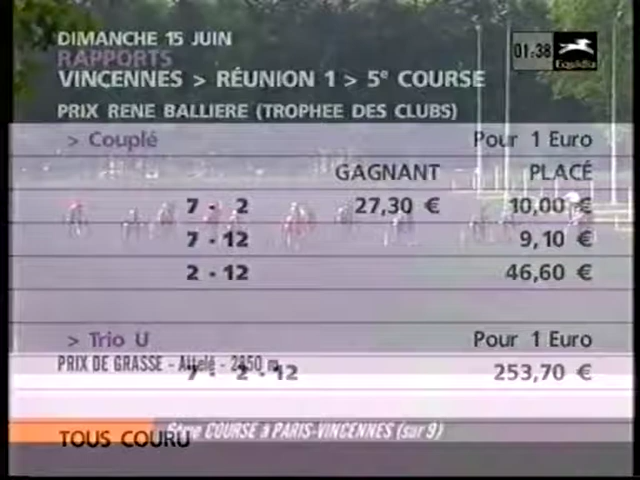 DIMANCHE 15 JUIN
01:38
Equidia
RAPPORTS
VINCENNES > RÉUNION 1 > 5e COURSE
PRIX RENE BALLIERE (TROPHEE DES CLUBS)
> Couplé Pour 1 Euro
GAGNANT PLACÉ
7 - 2 27,30 € 10,00 €
7 - 12 9,10 €
2 - 12 46,60 €
> Trio U Pour 1 Euro
PRIX DE GRASSE - Attelé - 2850 m
7 - 2 - 12 253,70 €
COURSE à PARIS-VINCENNES (sur 9)
TOUS COURU